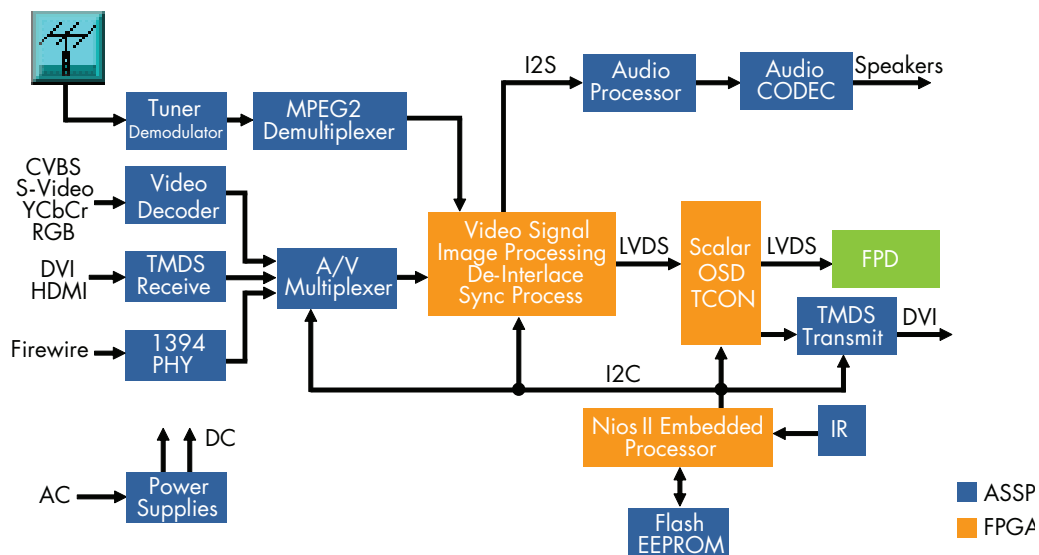 I2S
Audio
Processor
Audio
CODEC
Speakers
Tuner
Demodulator
MPEG2
Demultiplexer
CVBS
S-Video
YCbCr
RGB
Video
Decoder
DVI
HDMI
TMDS
Receive
A/V
Multiplexer
Video Signal
Image Processing
De-Interlace
Sync Process
LVDS
Scalar
OSD
TCON
LVDS
FPD
TMDS
Transmit
DVI
Firewire
1394
PHY
I2C
Nios II Embedded
Processor
IR
DC
AC
Power
Supplies
Flash
EEPROM
ASSP
FPGA